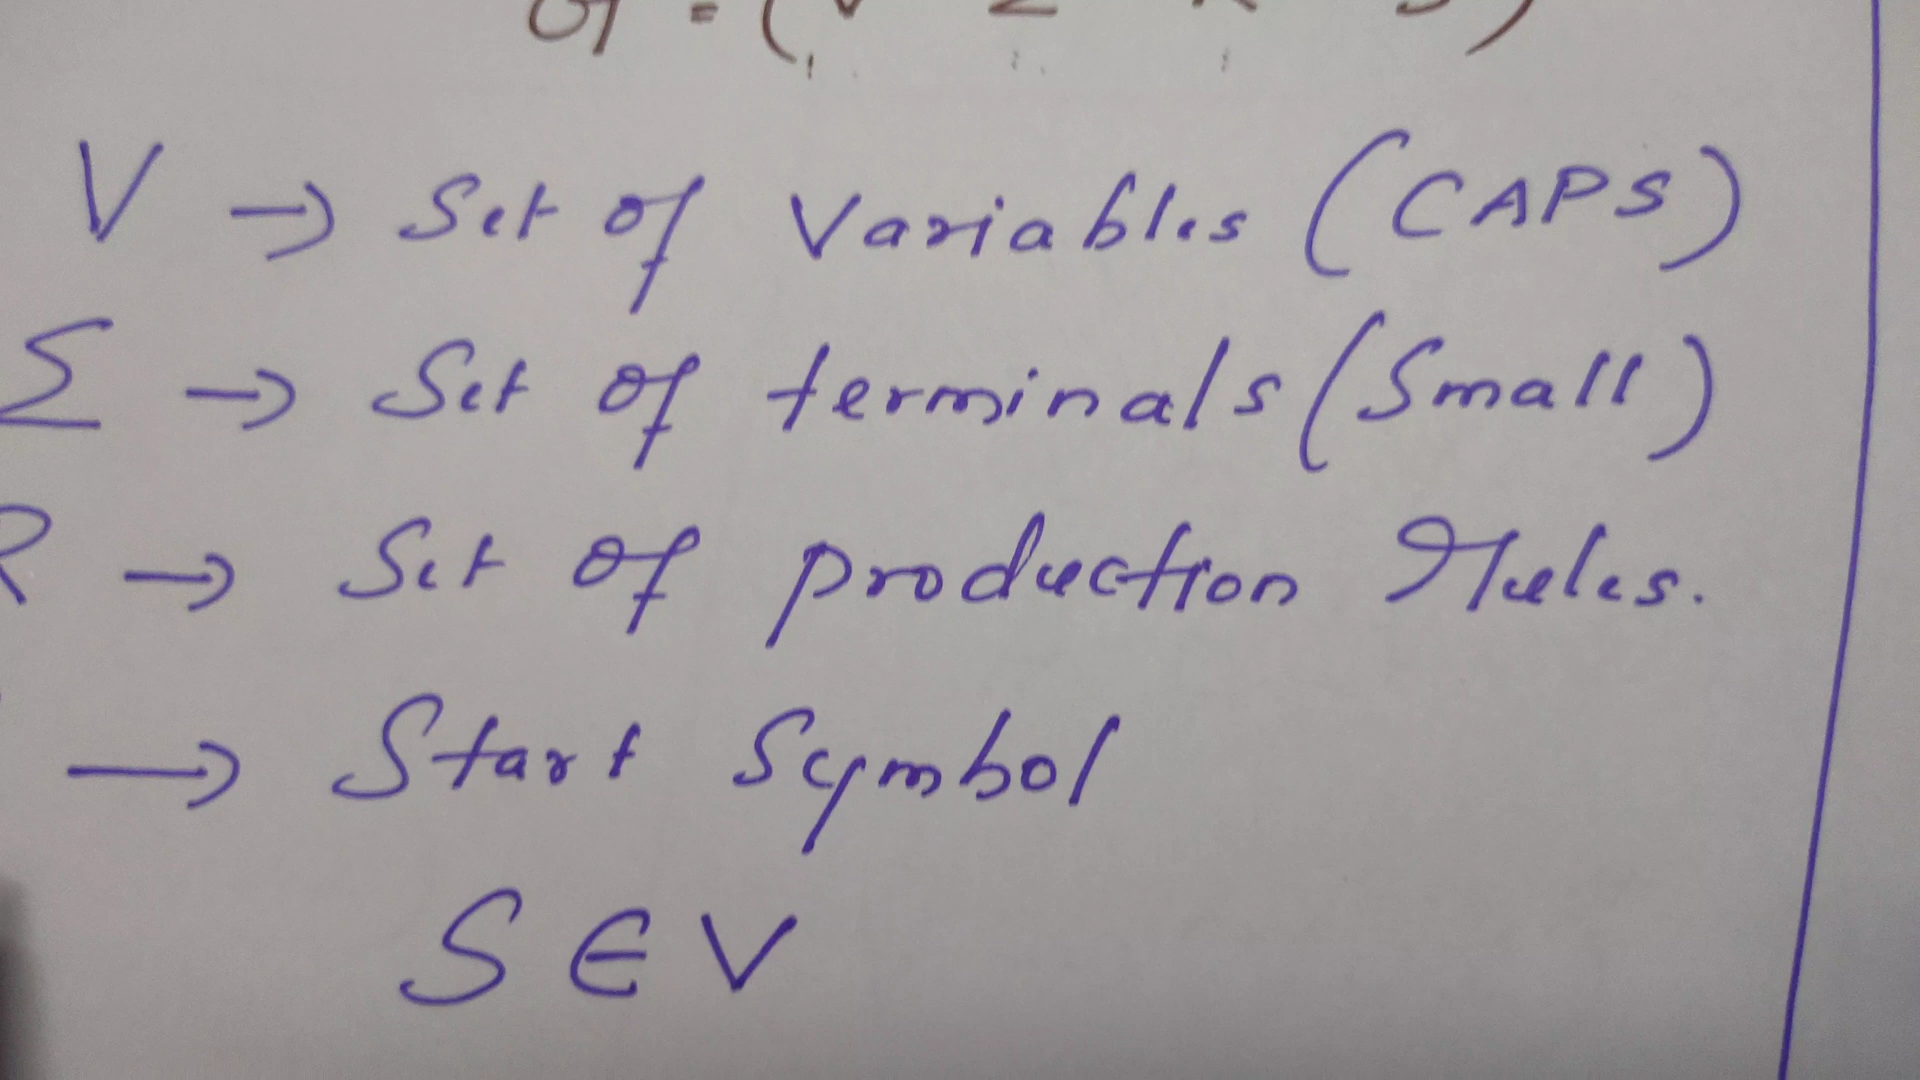 G = (V, Σ, R, S)
V → Set of Variables (CAPS)
Σ → Set of terminals (Small)
R → Set of production rules.
→ Start Symbol
S ∈ V